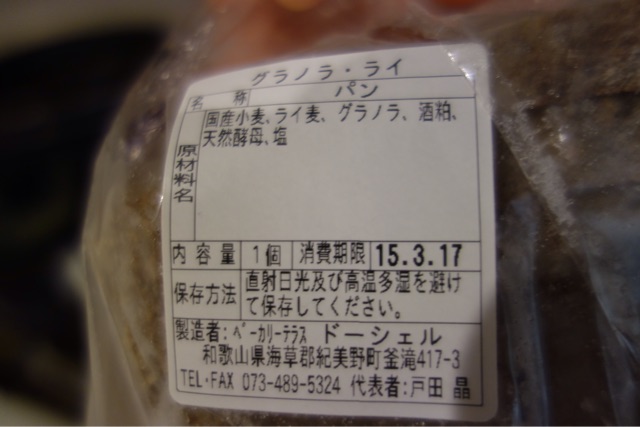 グラノラ・ライ
名 称 パン
原材料名 国産小麦、ライ麦、グラノラ、酒粕、
天然酵母、塩
内容量 1個 消費期限 15.3.17
保存方法 直射日光及び高温多湿を避け
て保存してください。
製造者:ベーカリーテラス ドーシェル
和歌山県海草郡紀美野町釜滝417-3
TEL・FAX 073-489-5324 代表者:戸田 晶